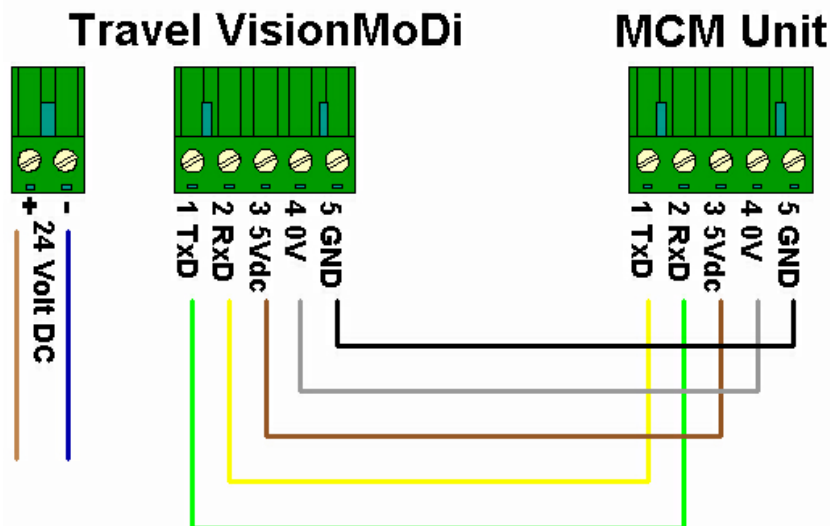 Travel VisionMoDi
MCM Unit
+
-
24 Volt DC
1 TxD
2 RxD
3 5Vdc
4 0V
5 GND
1 TxD
2 RxD
3 5Vdc
4 0V
5 GND